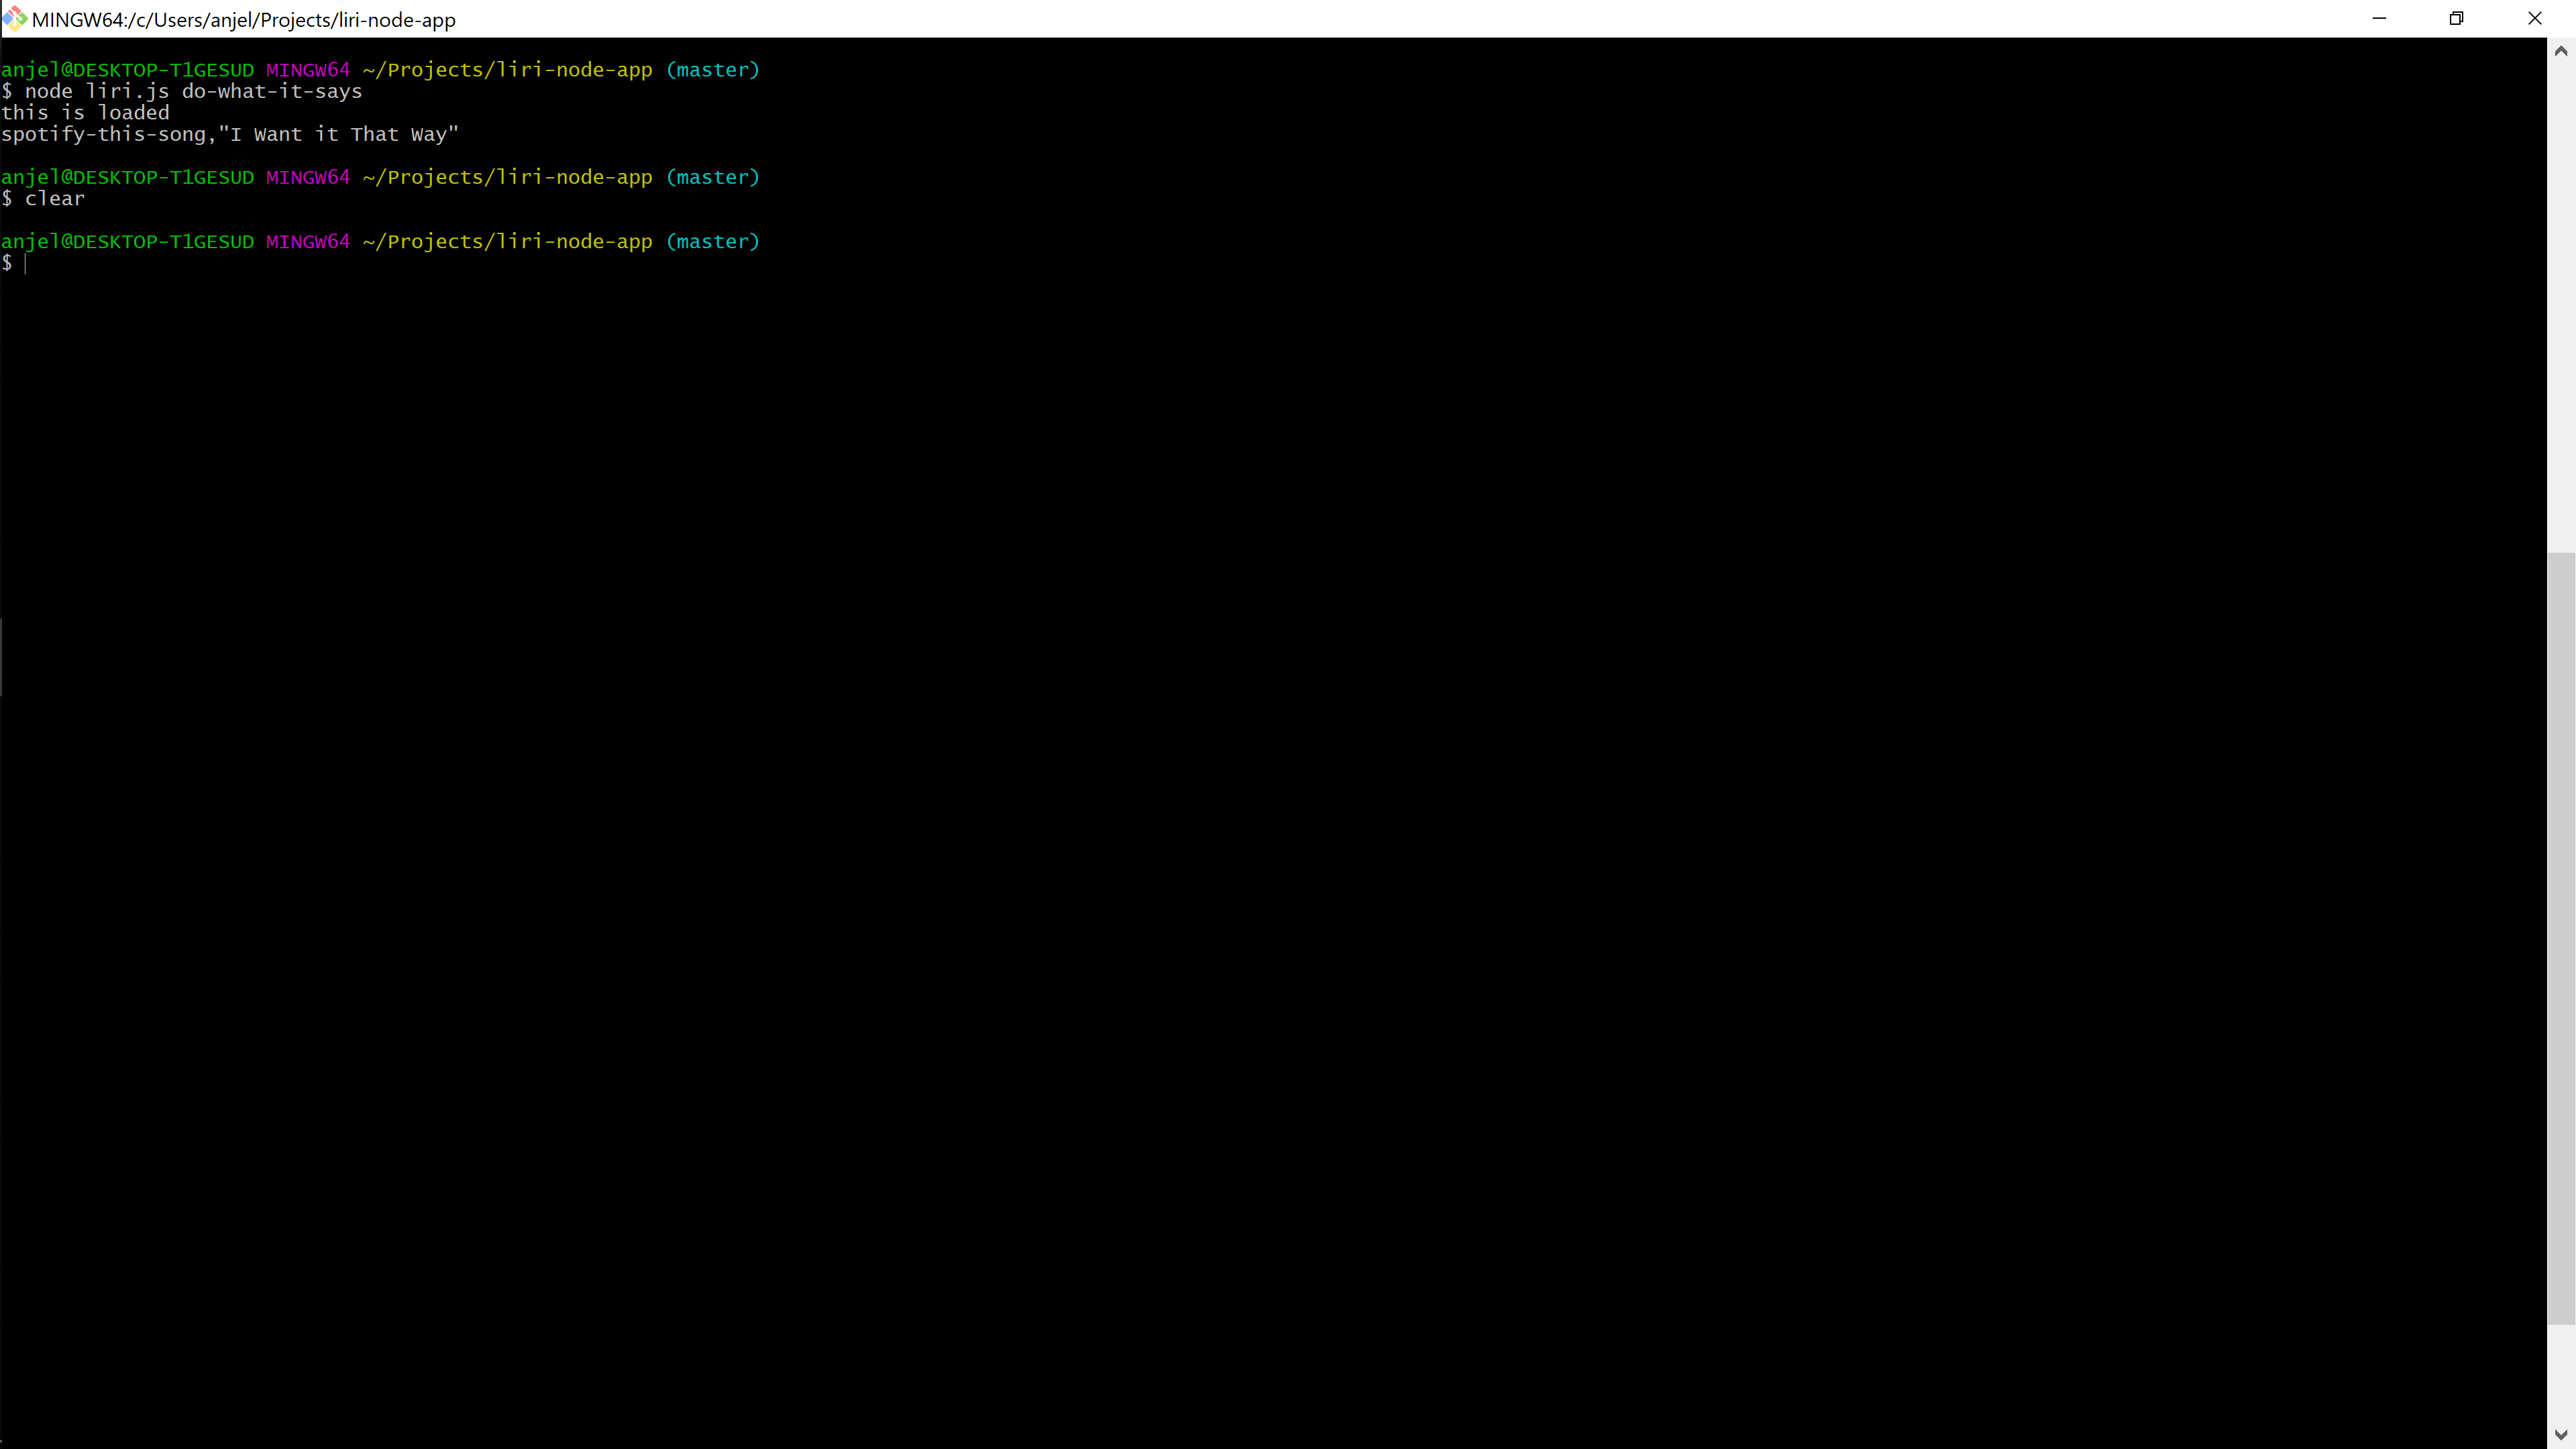 MINGW64:/c/Users/anjel/Projects/liri-node-app
anjel@DESKTOP-T1GESUD MINGW64 ~/Projects/liri-node-app (master)
$ node liri.js do-what-it-says
this is loaded
spotify-this-song,"I Want it That Way"
anjel@DESKTOP-T1GESUD MINGW64 ~/Projects/liri-node-app (master)
$ clear
anjel@DESKTOP-T1GESUD MINGW64 ~/Projects/liri-node-app (master)
$